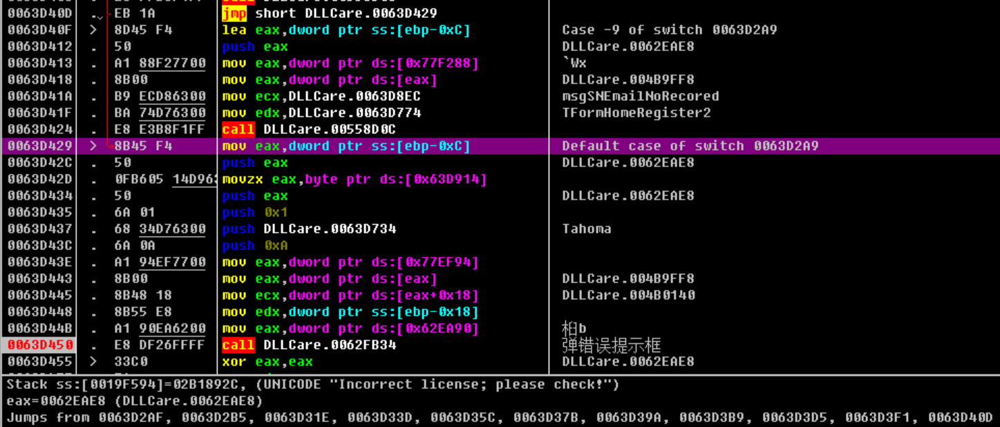 0063D40D . EB 1A jmp short DLLCare.0063D429
0063D40F > 8D45 F4 lea eax,dword ptr ss:[ebp-0xC] Case -9 of switch 0063D2A9
0063D412 . 50 push eax DLLCare.0062EAE8
0063D413 . A1 88F27700 mov eax,dword ptr ds:[0x77F288] `Wx
0063D418 . 8B00 mov eax,dword ptr ds:[eax] DLLCare.004B9FF8
0063D41A . B9 ECD86300 mov ecx,DLLCare.0063D8EC msgSNEmailNoRecored
0063D41F . BA 74D76300 mov edx,DLLCare.0063D774 TFormHomeRegister2
0063D424 . E8 E3B8F1FF call DLLCare.00558D0C
0063D429 > 8B45 F4 mov eax,dword ptr ss:[ebp-0xC] Default case of switch 0063D2A9
0063D42C . 50 push eax DLLCare.0062EAE8
0063D42D . 0FB605 14D963 movzx eax,byte ptr ds:[0x63D914]
0063D434 . 50 push eax DLLCare.0062EAE8
0063D435 . 6A 01 push 0x1
0063D437 . 68 34D76300 push DLLCare.0063D734 Tahoma
0063D43C . 6A 0A push 0xA
0063D43E . A1 94EF7700 mov eax,dword ptr ds:[0x77EF94]
0063D443 . 8B00 mov eax,dword ptr ds:[eax] DLLCare.004B9FF8
0063D445 . 8B48 18 mov ecx,dword ptr ds:[eax+0x18] DLLCare.004B0140
0063D448 . 8B55 E8 mov edx,dword ptr ss:[ebp-0x18]
0063D44B . A1 90EA6200 mov eax,dword ptr ds:[0x62EA90]
0063D450 . E8 DF26FFFF call DLLCare.0062FB34 弹错误提示框
0063D455 > 33C0 xor eax,eax DLLCare.0062EAE8
Stack ss:[0019F594]=02B1892C, (UNICODE "Incorrect license; please check!")
eax=0062EAE8 (DLLCare.0062EAE8)
Jumps from 0063D2AF, 0063D2B5, 0063D31E, 0063D33D, 0063D35C, 0063D37B, 0063D39A, 0063D3B9, 0063D3D5, 0063D3F1, 0063D40D